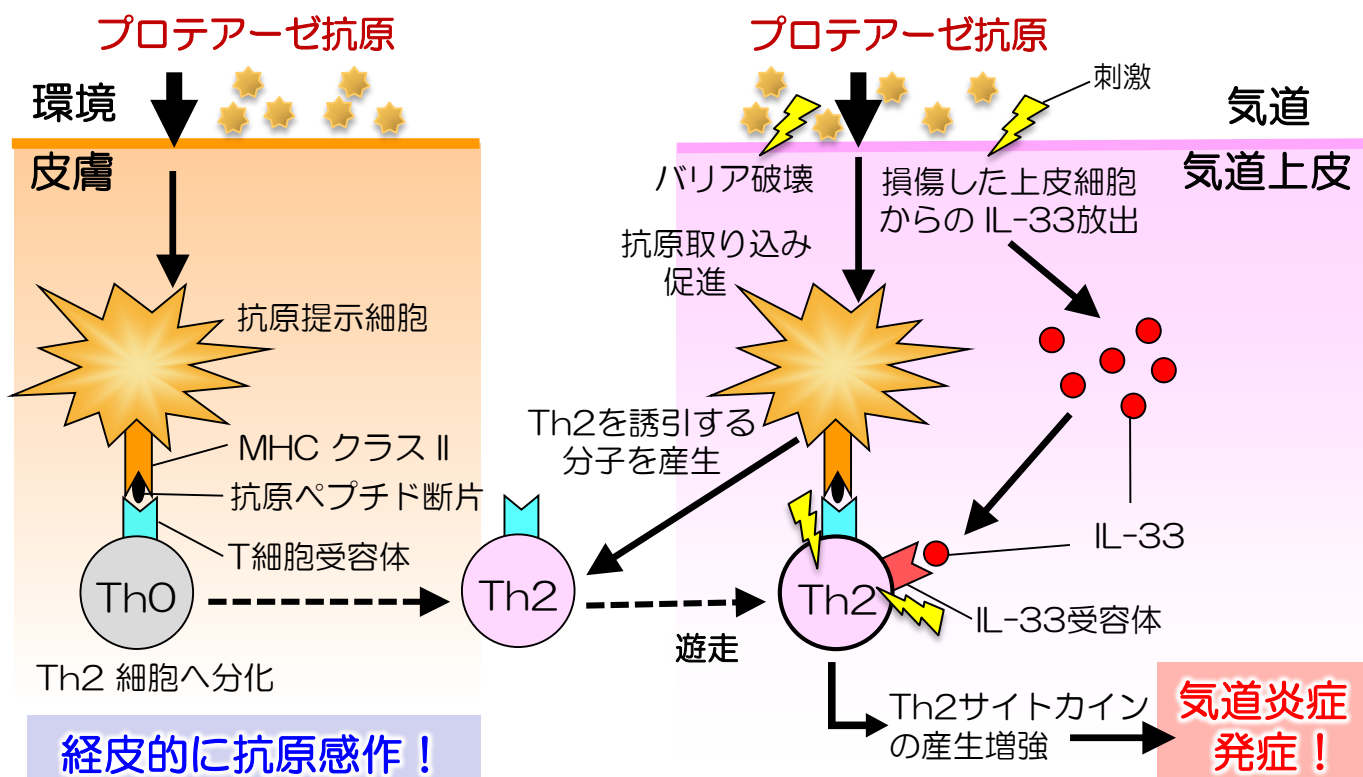 プロテアーゼ抗原
環境
皮膚
抗原提示細胞
MHC クラス II
抗原ペプチド断片
T細胞受容体
Th0
Th2 細胞へ分化
経皮的に抗原感作！
Th2
Th2を誘引する
分子を産生
遊走
プロテアーゼ抗原
刺激
気道
気道上皮
バリア破壊
損傷した上皮細胞
からの IL-33放出
抗原取り込み
促進
IL-33
Th2
IL-33受容体
Th2サイトカイン
の産生増強
気道炎症
発症！